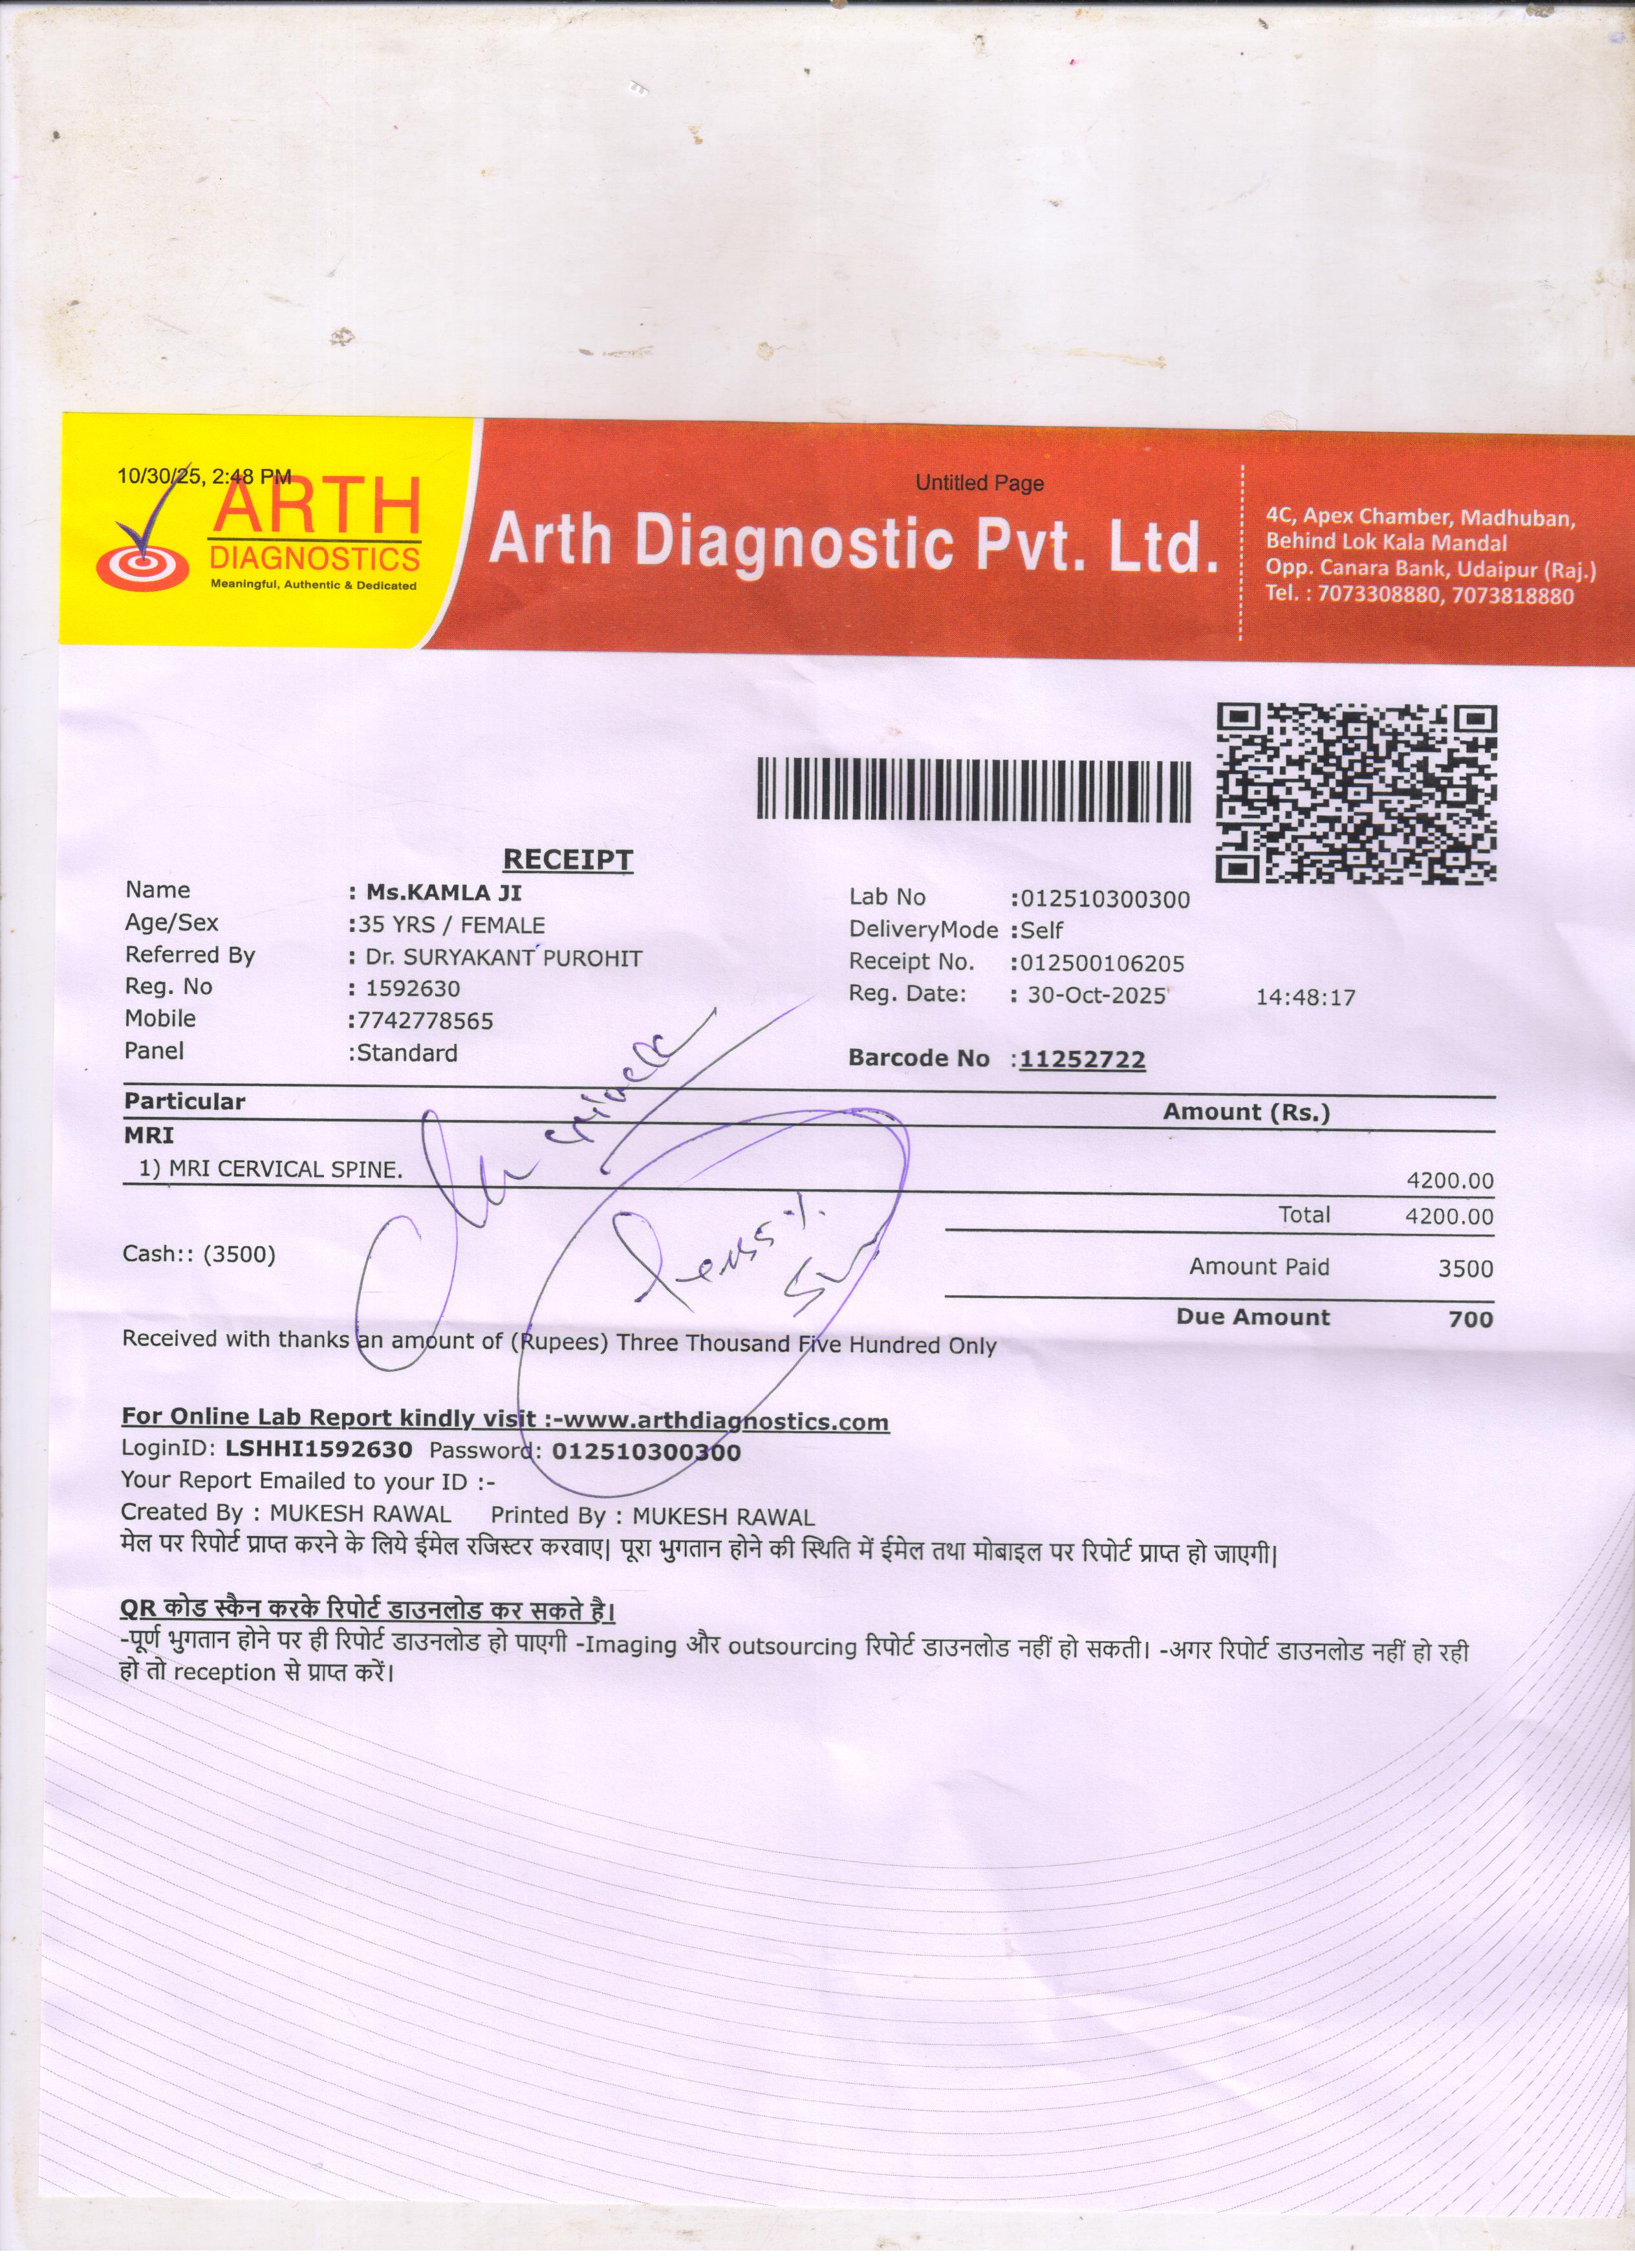 10/30/25, 2:48 PM
Untitled Page
ARTH
DIAGNOSTICS
Meaningful, Authentic & Dedicated
Arth Diagnostic Pvt. Ltd.
4C, Apex Chamber, Madhuban,
Behind Lok Kala Mandal
Opp. Canara Bank, Udaipur (Raj.)
Tel. : 7073308880, 7073818880
RECEIPT
Name : Ms.KAMLA JI
Lab No :012510300300
Age/Sex :35 YRS / FEMALE
DeliveryMode :Self
Referred By : Dr. SURYAKANT PUROHIT
Receipt No. :012500106205
Reg. No : 1592630
Reg. Date: : 30-Oct-2025 14:48:17
Mobile :7742778565
Panel :Standard
Barcode No :11252722
Particular Amount (Rs.)
MRI
1) MRI CERVICAL SPINE. 4200.00
Total 4200.00
Cash:: (3500)
Amount Paid 3500
Due Amount 700
Received with thanks an amount of (Rupees) Three Thousand Five Hundred Only
For Online Lab Report kindly visit :-www.arthdiagnostics.com
LoginID: LSHHI1592630 Password: 012510300300
Your Report Emailed to your ID :-
Created By : MUKESH RAWAL Printed By : MUKESH RAWAL
मेल पर रिपोर्ट प्राप्त करने के लिये ईमेल रजिस्टर करवाए। पूरा भुगतान होने की स्थिति में ईमेल तथा मोबाइल पर रिपोर्ट प्राप्त हो जाएगी।
QR कोड स्कैन करके रिपोर्ट डाउनलोड कर सकते है।
-पूर्ण भुगतान होने पर ही रिपोर्ट डाउनलोड हो पाएगी -Imaging और outsourcing रिपोर्ट डाउनलोड नहीं हो सकती। -अगर रिपोर्ट डाउनलोड नहीं हो रही
हो तो reception से प्राप्त करें।